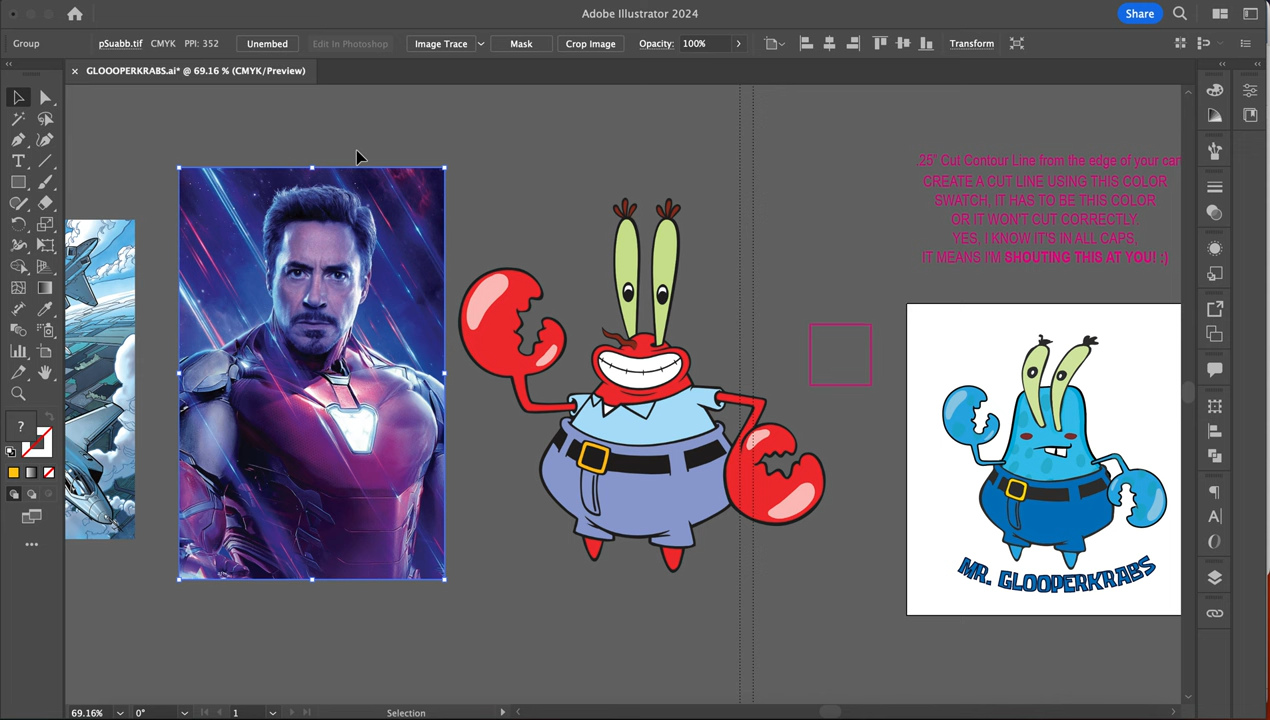 Adobe Illustrator 2024
Share
Group
pSuabb.tif
CMYK
PPI: 352
Unembed
Edit In Photoshop
Image Trace
Mask
Crop Image
Opacity:
100%
Transform
× GLOOOPERKRABS.ai* @ 69.16 % (CMYK/Preview)
.25" Cut Contour Line from the edge of your can
CREATE A CUT LINE USING THIS COLOR
SWATCH, IT HAS TO BE THIS COLOR
OR IT WON'T CUT CORRECTLY
YES, I KNOW IT'S IN ALL CAPS,
IT MEANS I'M SHOUTING THIS AT YOU! :)
?
MR. GLOOPERKRABS
69.16%
0°
1
Selection